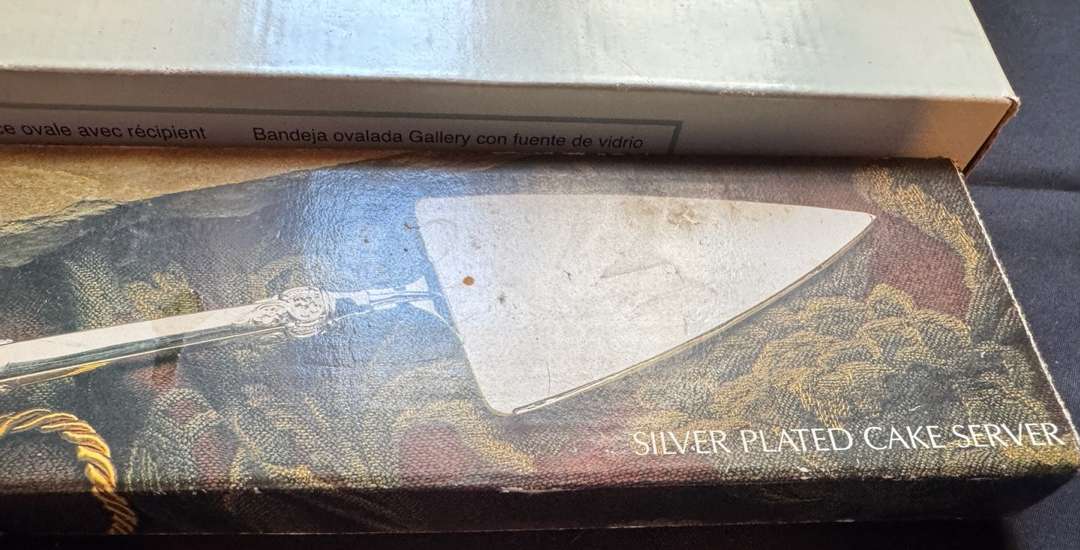 ce ovale avec récipient Bandeja ovalada Gallery con fuente de vidrio
SILVER PLATED CAKE SERVER